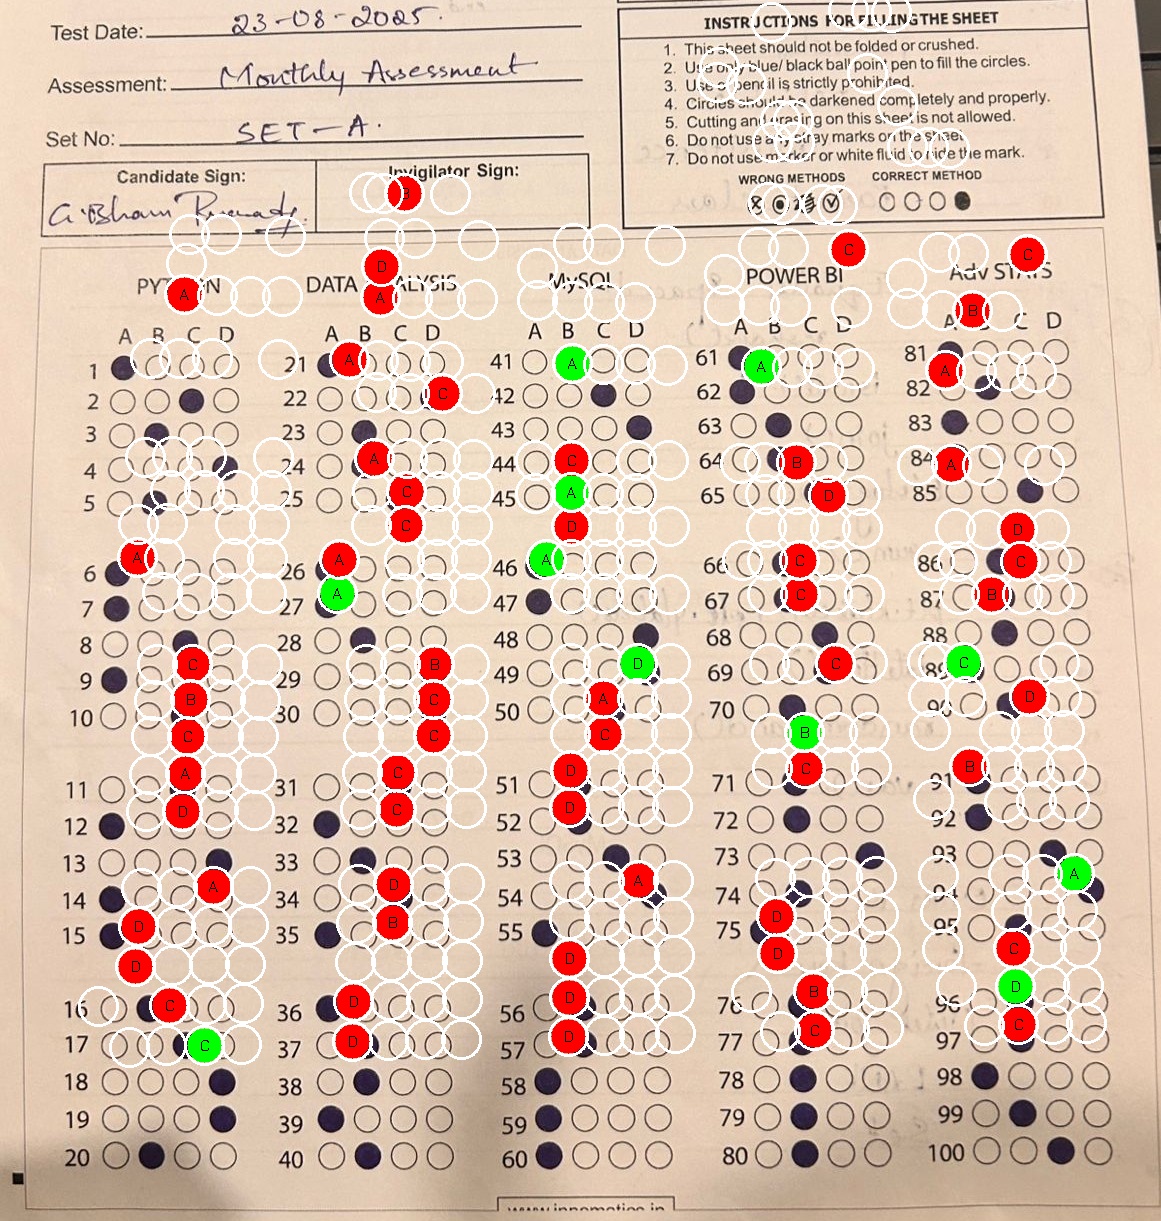 Test Date: 23-08-2025.
Assessment: Monthly Assessment
Set No: SET-A.
Candidate Sign:
Invigilator Sign:
INSTRUCTIONS FOR FILLING THE SHEET
1. This sheet should not be folded or crushed.
2. Use only blue/ black ball point pen to fill the circles.
3. Use of pencil is strictly prohibited.
4. Circles should be darkened completely and properly.
5. Cutting and erasing on this sheet is not allowed.
6. Do not use any stray marks on the sheet
7. Do not use marker or white fluid to hide the mark.
WRONG METHODS CORRECT METHOD
B
C
C
D
A
A
B
PYTHON DATA ANALYSIS MySQL POWER BI Adv STATS
A B C D A B C D A B C D A B C D A B C D
1 21 A 41 A 61 A 81 A
2 22 C 42 62 82
3 23 43 63 83
4 24 A 44 C 64 B 84 A
5 25 C 45 A 65 D 85
C D D
6 A 26 A 46 A 66 C 86 C
7 27 A 47 67 C 87 B
8 28 48 68 88
9 C 29 B 49 D 69 C 89 C
10 B 30 C 50 A 70 90 D
C C C B
11 A 31 C 51 D 71 C 91 B
12 D 32 C 52 D 72 92
13 33 53 73 93
14 A 34 D 54 A 74 94 A
15 D 35 B 55 75 D 95 C
D D D
16 C 36 D 56 D 76 B 96 D
17 C 37 D 57 D 77 C 97 C
18 38 58 78 98
19 39 59 79 99
20 40 60 80 100
www.innomatics.in